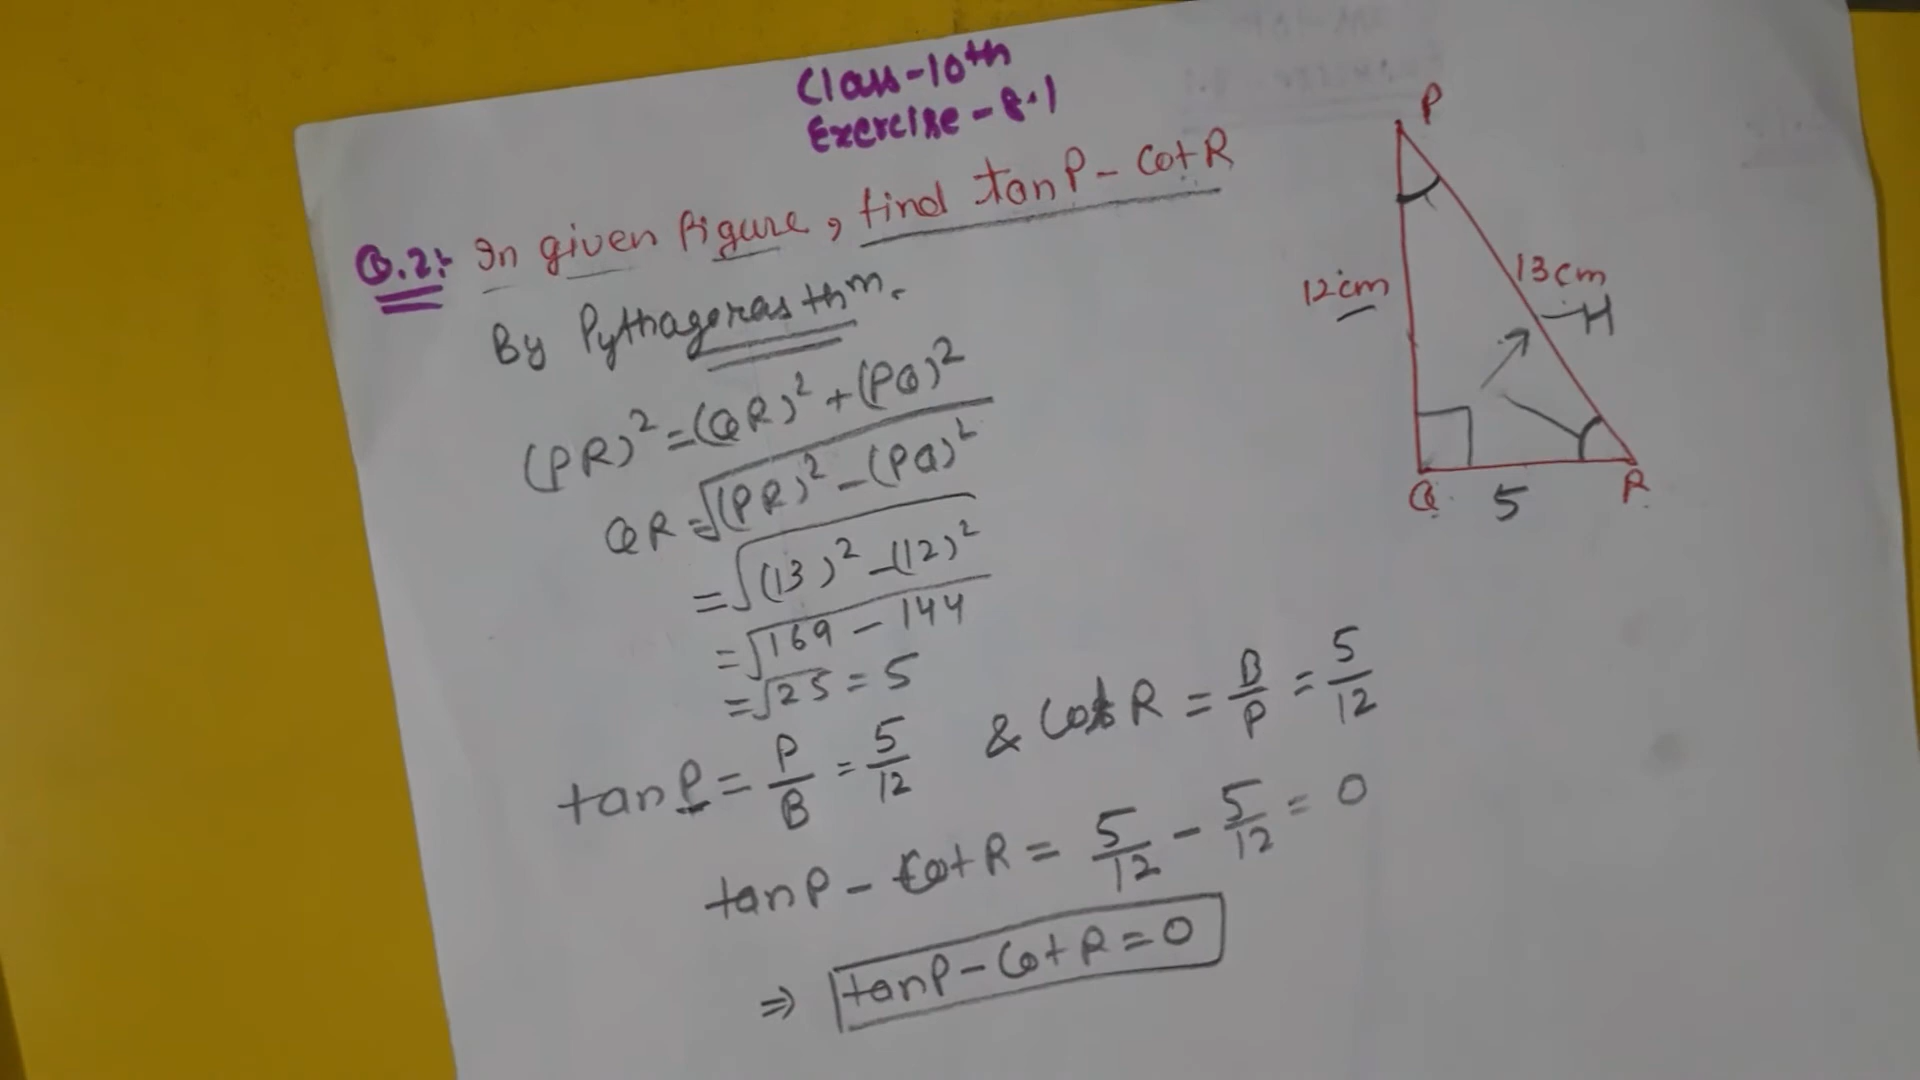 Class-10th
Exercise-8.1
Q.2:- In given figure, find tanP - CotR
By Pythagoras thm.
(PR)² = (QR)² + (PQ)²
QR = √(PR)² - (PQ)²
= √(13)² - (12)²
= √169 - 144
= √25 = 5
tanP = P/B = 5/12 & Cot R = B/P = 5/12
tanP - CotR = 5/12 - 5/12 = 0
⇒ tanP - Cot R = 0
P
12cm
13cm
H
Q
5
R